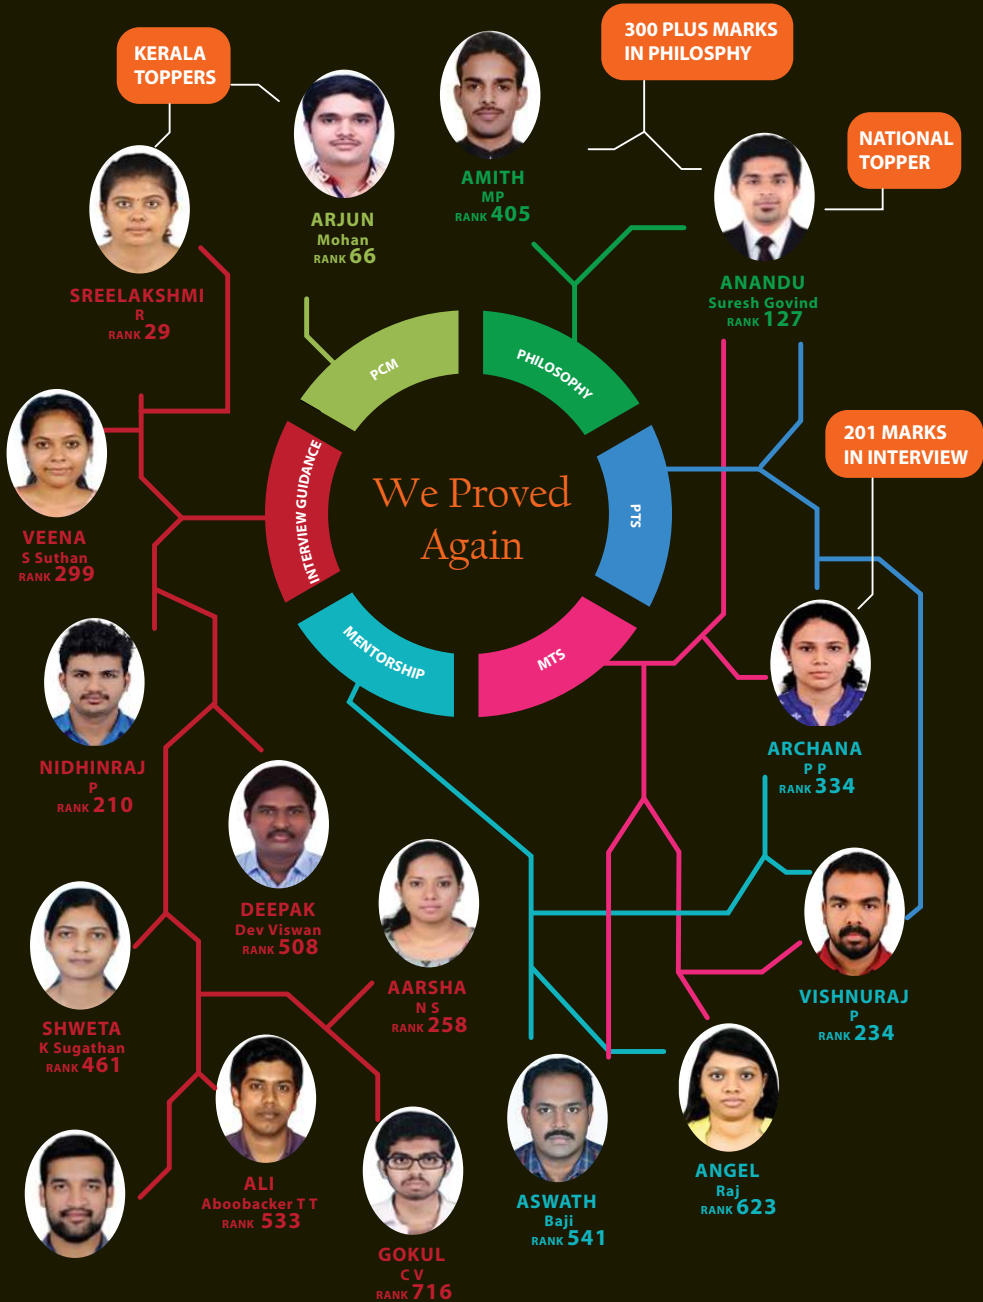 KERALA
TOPPERS
300 PLUS MARKS
IN PHILOSPHY
NATIONAL
TOPPER
AMITH
MP
RANK 405
ARJUN
Mohan
RANK 66
SREELAKSHMI
R
RANK 29
ANANDU
Suresh Govind
RANK 127
PCM
PHILOSOPHY
INTERVIEW GUIDANCE
PTS
MENTORSHIP
MTS
We Proved
Again
201 MARKS
IN INTERVIEW
VEENA
S Suthan
RANK 299
NIDHINRAJ
P
RANK 210
ARCHANA
P P
RANK 334
DEEPAK
Dev Viswan
RANK 508
AARSHA
N S
RANK 258
VISHNURAJ
P
RANK 234
SHWETA
K Sugathan
RANK 461
ALI
Aboobacker T T
RANK 533
GOKUL
C V
RANK 716
ASWATH
Baji
RANK 541
ANGEL
Raj
RANK 623